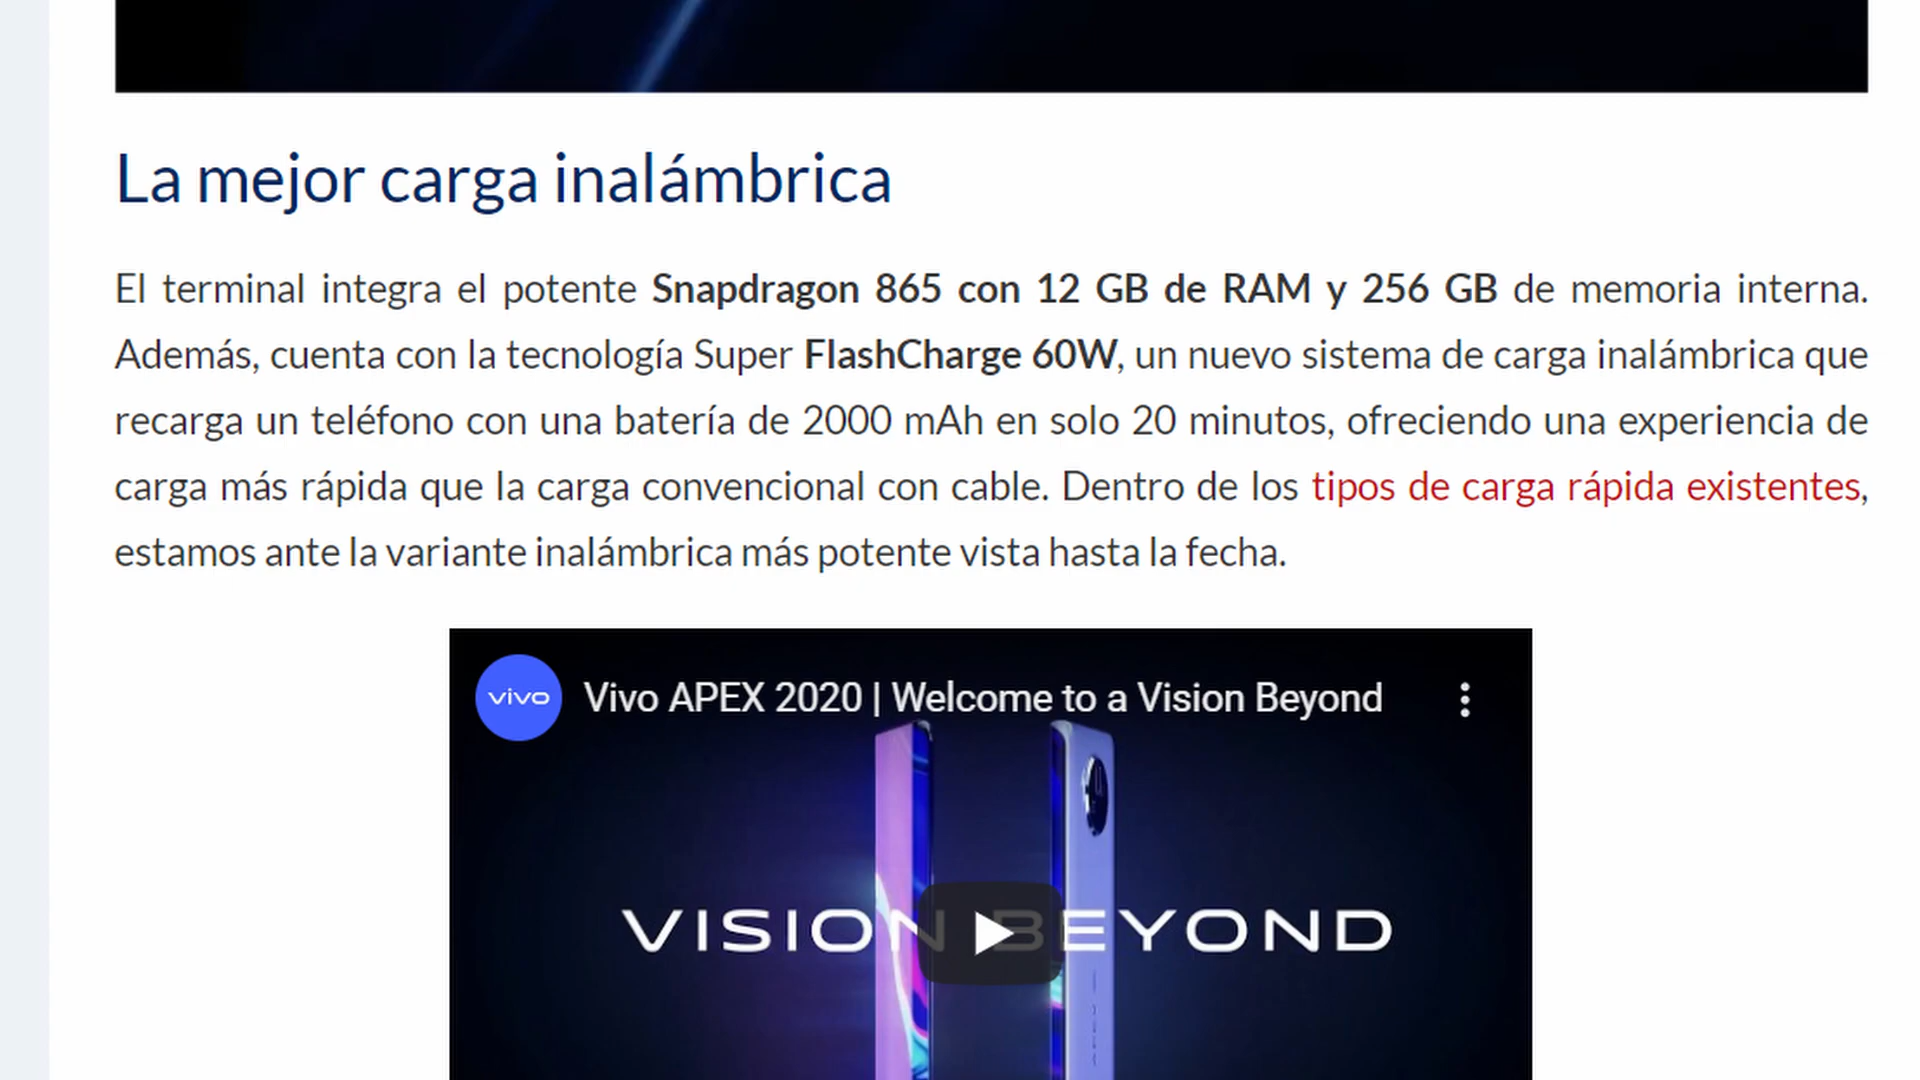 La mejor carga inalámbrica
El terminal integra el potente Snapdragon 865 con 12 GB de RAM y 256 GB de memoria interna.
Además, cuenta con la tecnología Super FlashCharge 60W, un nuevo sistema de carga inalámbrica que
recarga un teléfono con una batería de 2000 mAh en solo 20 minutos, ofreciendo una experiencia de
carga más rápida que la carga convencional con cable. Dentro de los tipos de carga rápida existentes,
estamos ante la variante inalámbrica más potente vista hasta la fecha.
vivo
Vivo APEX 2020 | Welcome to a Vision Beyond
VISION BEYOND